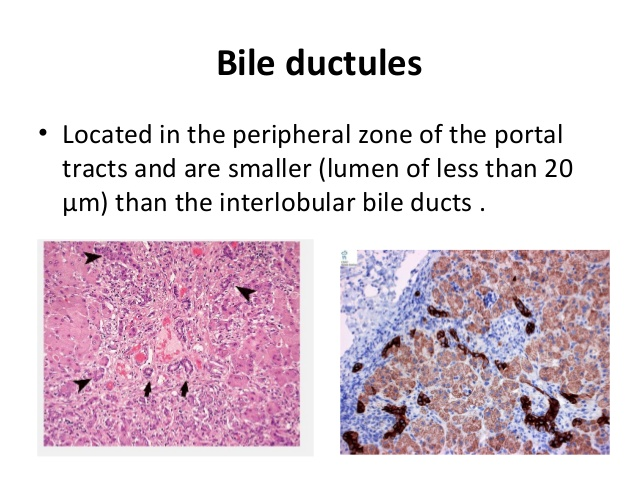 Bile ductules
• Located in the peripheral zone of the portal
tracts and are smaller (lumen of less than 20
μm) than the interlobular bile ducts .